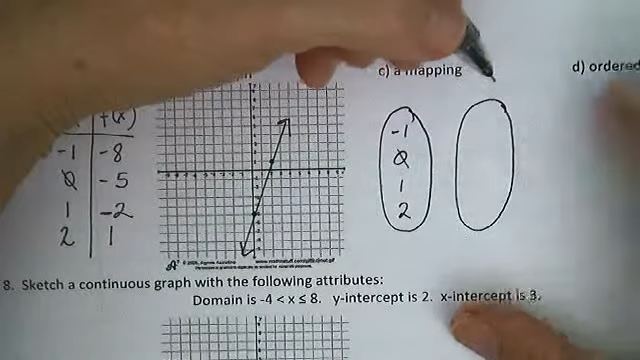 c) a mapping
d) ordered
f(x)
-1 -8
0 -5
1 -2
2 1
-1
0
1
2
8. Sketch a continuous graph with the following attributes:
Domain is -4 < x ≤ 8. y-intercept is 2. x-intercept is 3.